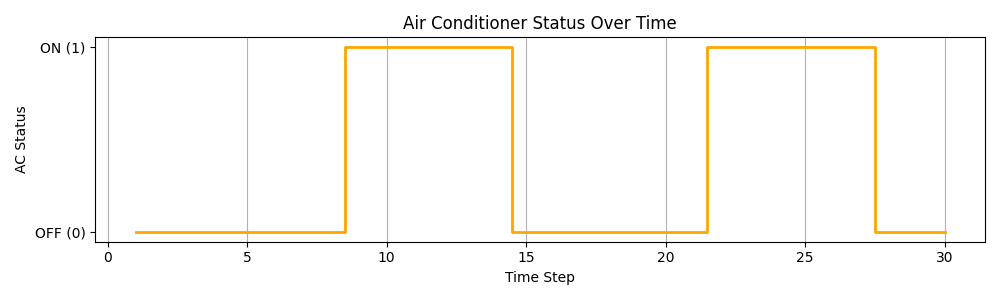 Air Conditioner Status Over Time
ON (1)
AC Status
OFF (0)
0 5 10 15 20 25 30
Time Step